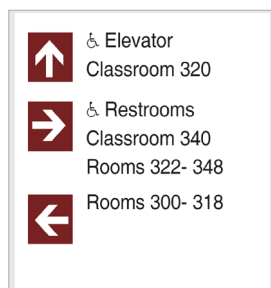 Elevator
Classroom 320
Restrooms
Classroom 340
Rooms 322- 348
Rooms 300- 318